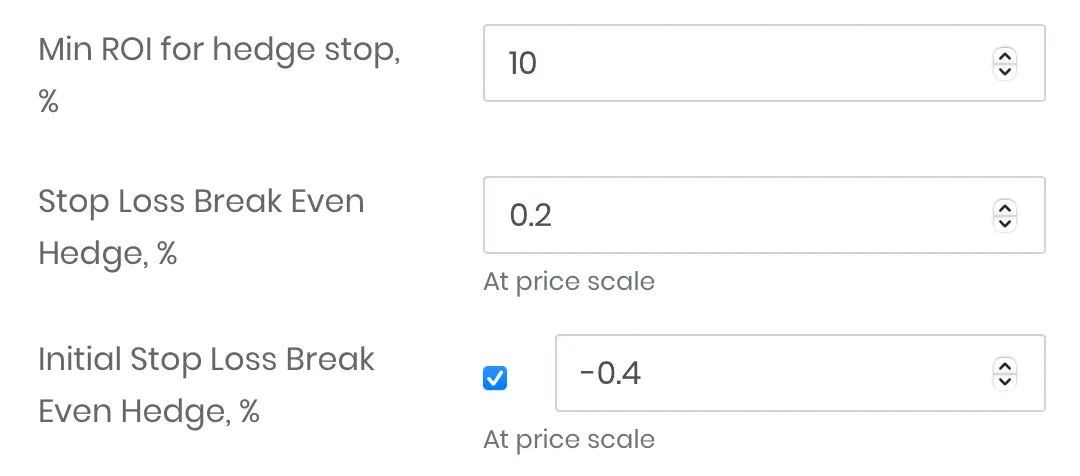 Min ROI for hedge stop,
%
10
Stop Loss Break Even
Hedge, %
0.2
At price scale
Initial Stop Loss Break
Even Hedge, %
-0.4
At price scale